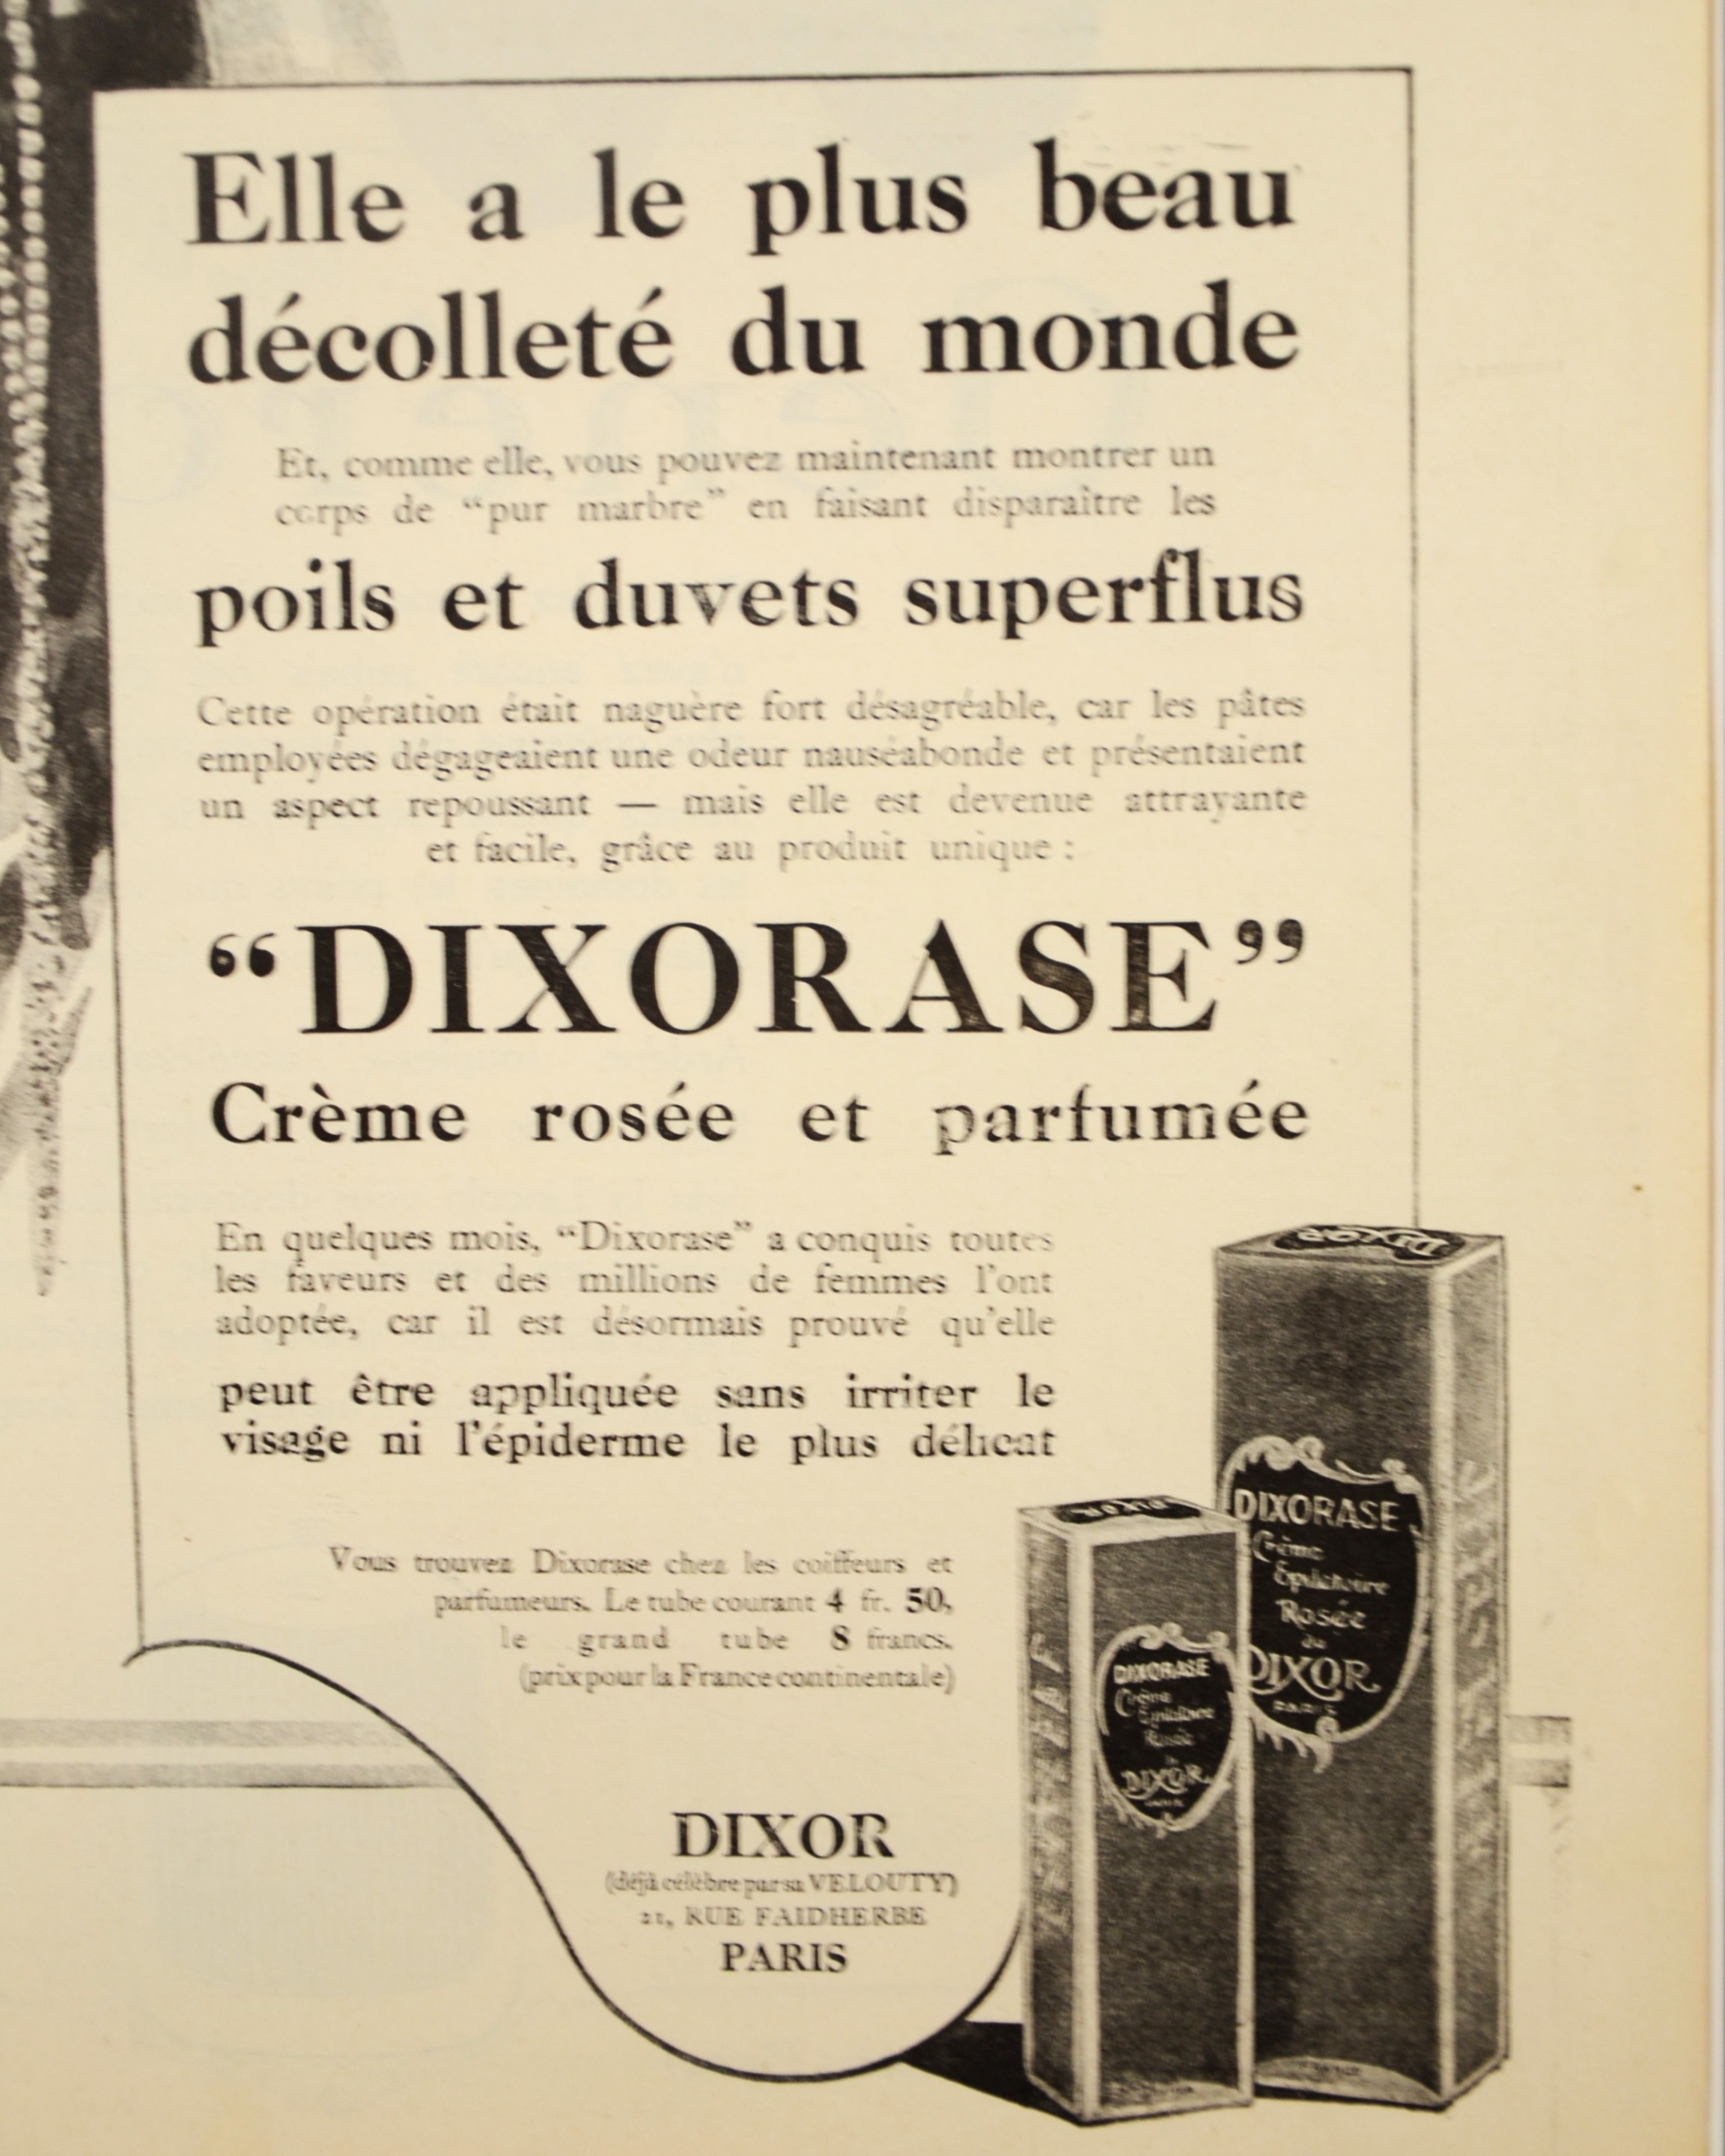 Elle a le plus beau
décolleté du monde
Et, comme elle, vous pouvez maintenant montrer un
corps de “pur marbre” en faisant disparaître les
poils et duvets superflus
Cette opération était naguère fort désagréable, car les pâtes
employées dégageaient une odeur nauséabonde et présentaient
un aspect repoussant — mais elle est devenue attrayante
et facile, grâce au produit unique :
“DIXORASE”
Crème rosée et parfumée
En quelques mois, “Dixorase” a conquis toutes
les faveurs et des millions de femmes l'ont
adoptée, car il est désormais prouvé qu'elle
peut être appliquée sans irriter le
visage ni l'épiderme le plus délicat
Vous trouvez Dixorase chez les coiffeurs et
parfumeurs. Le tube courant 4 fr. 50,
le grand tube 8 francs.
(prix pour la France continentale)
DIXOR
(déjà célèbre par sa VELOUTY)
21, RUE FAIDHERBE
PARIS
DIXOR
DIXORASE
Crème
Epilatoire
Rosée
de
DIXOR
PARIS
DIXOR
DIXORASE
Crème
Epilatoire
Rosée
de
DIXOR